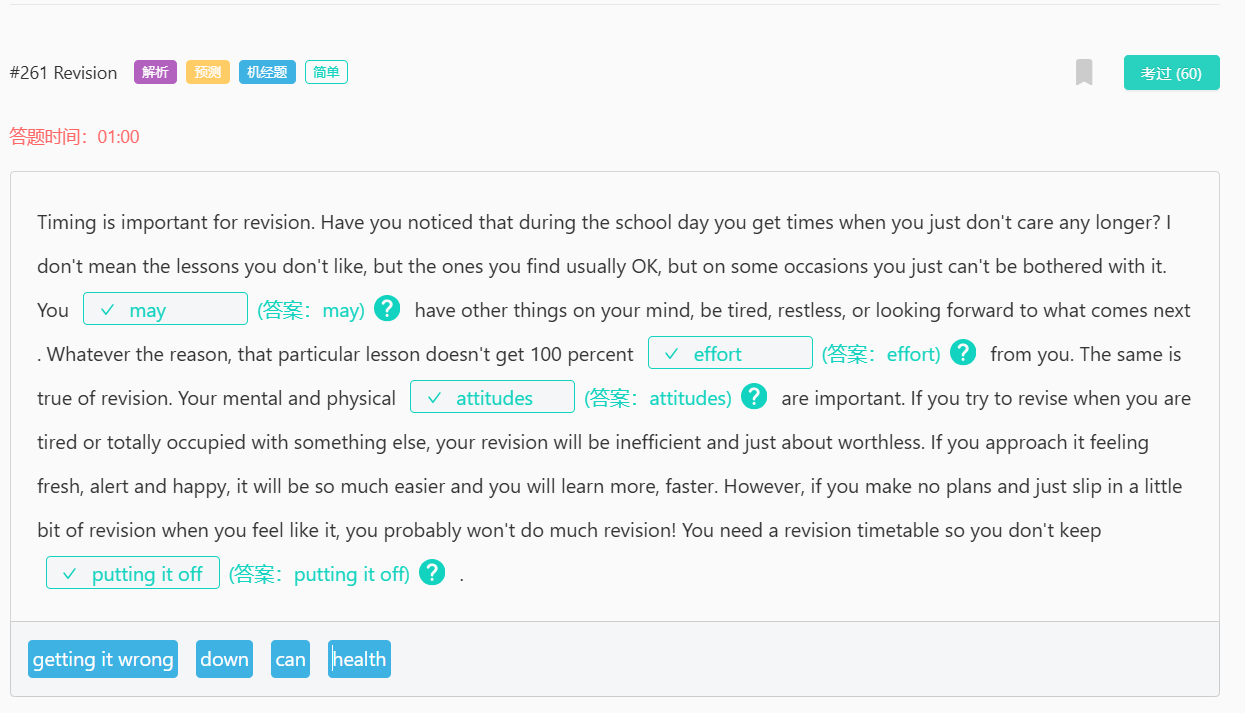 #261 Revision 解析 预测 机经题 简单 考过 (60)
答题时间：01:00
Timing is important for revision. Have you noticed that during the school day you get times when you just don't care any longer? I
don't mean the lessons you don't like, but the ones you find usually OK, but on some occasions you just can't be bothered with it.
You ✓ may (答案：may) ? have other things on your mind, be tired, restless, or looking forward to what comes next
. Whatever the reason, that particular lesson doesn't get 100 percent ✓ effort (答案：effort) ? from you. The same is
true of revision. Your mental and physical ✓ attitudes (答案：attitudes) ? are important. If you try to revise when you are
tired or totally occupied with something else, your revision will be inefficient and just about worthless. If you approach it feeling
fresh, alert and happy, it will be so much easier and you will learn more, faster. However, if you make no plans and just slip in a little
bit of revision when you feel like it, you probably won't do much revision! You need a revision timetable so you don't keep
✓ putting it off (答案：putting it off) ? .
getting it wrong down can health